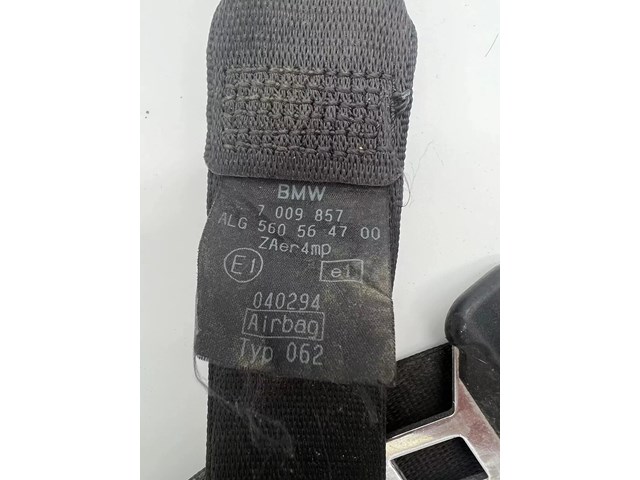 BMW
7 009 857
ALG 560 56 47 00
ZAer4mp
E1 e1
040294
Airbag
Typ 062